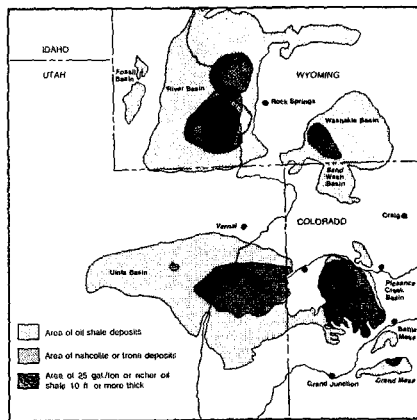 IDAHO
UTAH
Fossil
Basin
River Basin
WYOMING
Rock Springs
Washakie Basin
Sand
Wash
Basin
COLORADO
Craig
Vernal
Uinta Basin
Piceance
Creek
Basin
Battle
Mesa
Grand Mesa
Grand Junction
Area of oil shale deposits
Area of nahcolite or trona deposits
Area of 25 gal./ton or richer oil
shale 10 ft or more thick